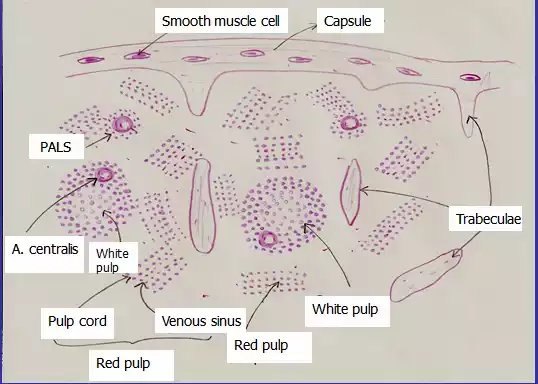 Smooth muscle cell
Capsule
PALS
A. centralis
White
pulp
Trabeculae
White pulp
Pulp cord
Venous sinus
Red pulp
Red pulp